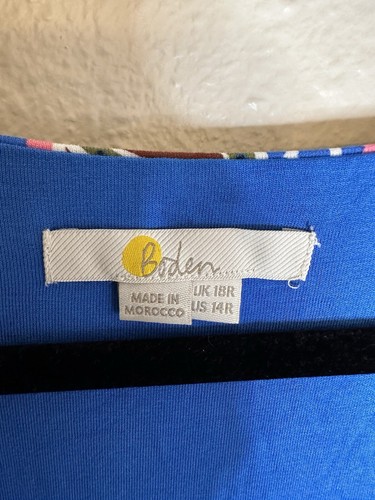 Boden
MADE IN
MOROCCO
UK 18R
US 14R